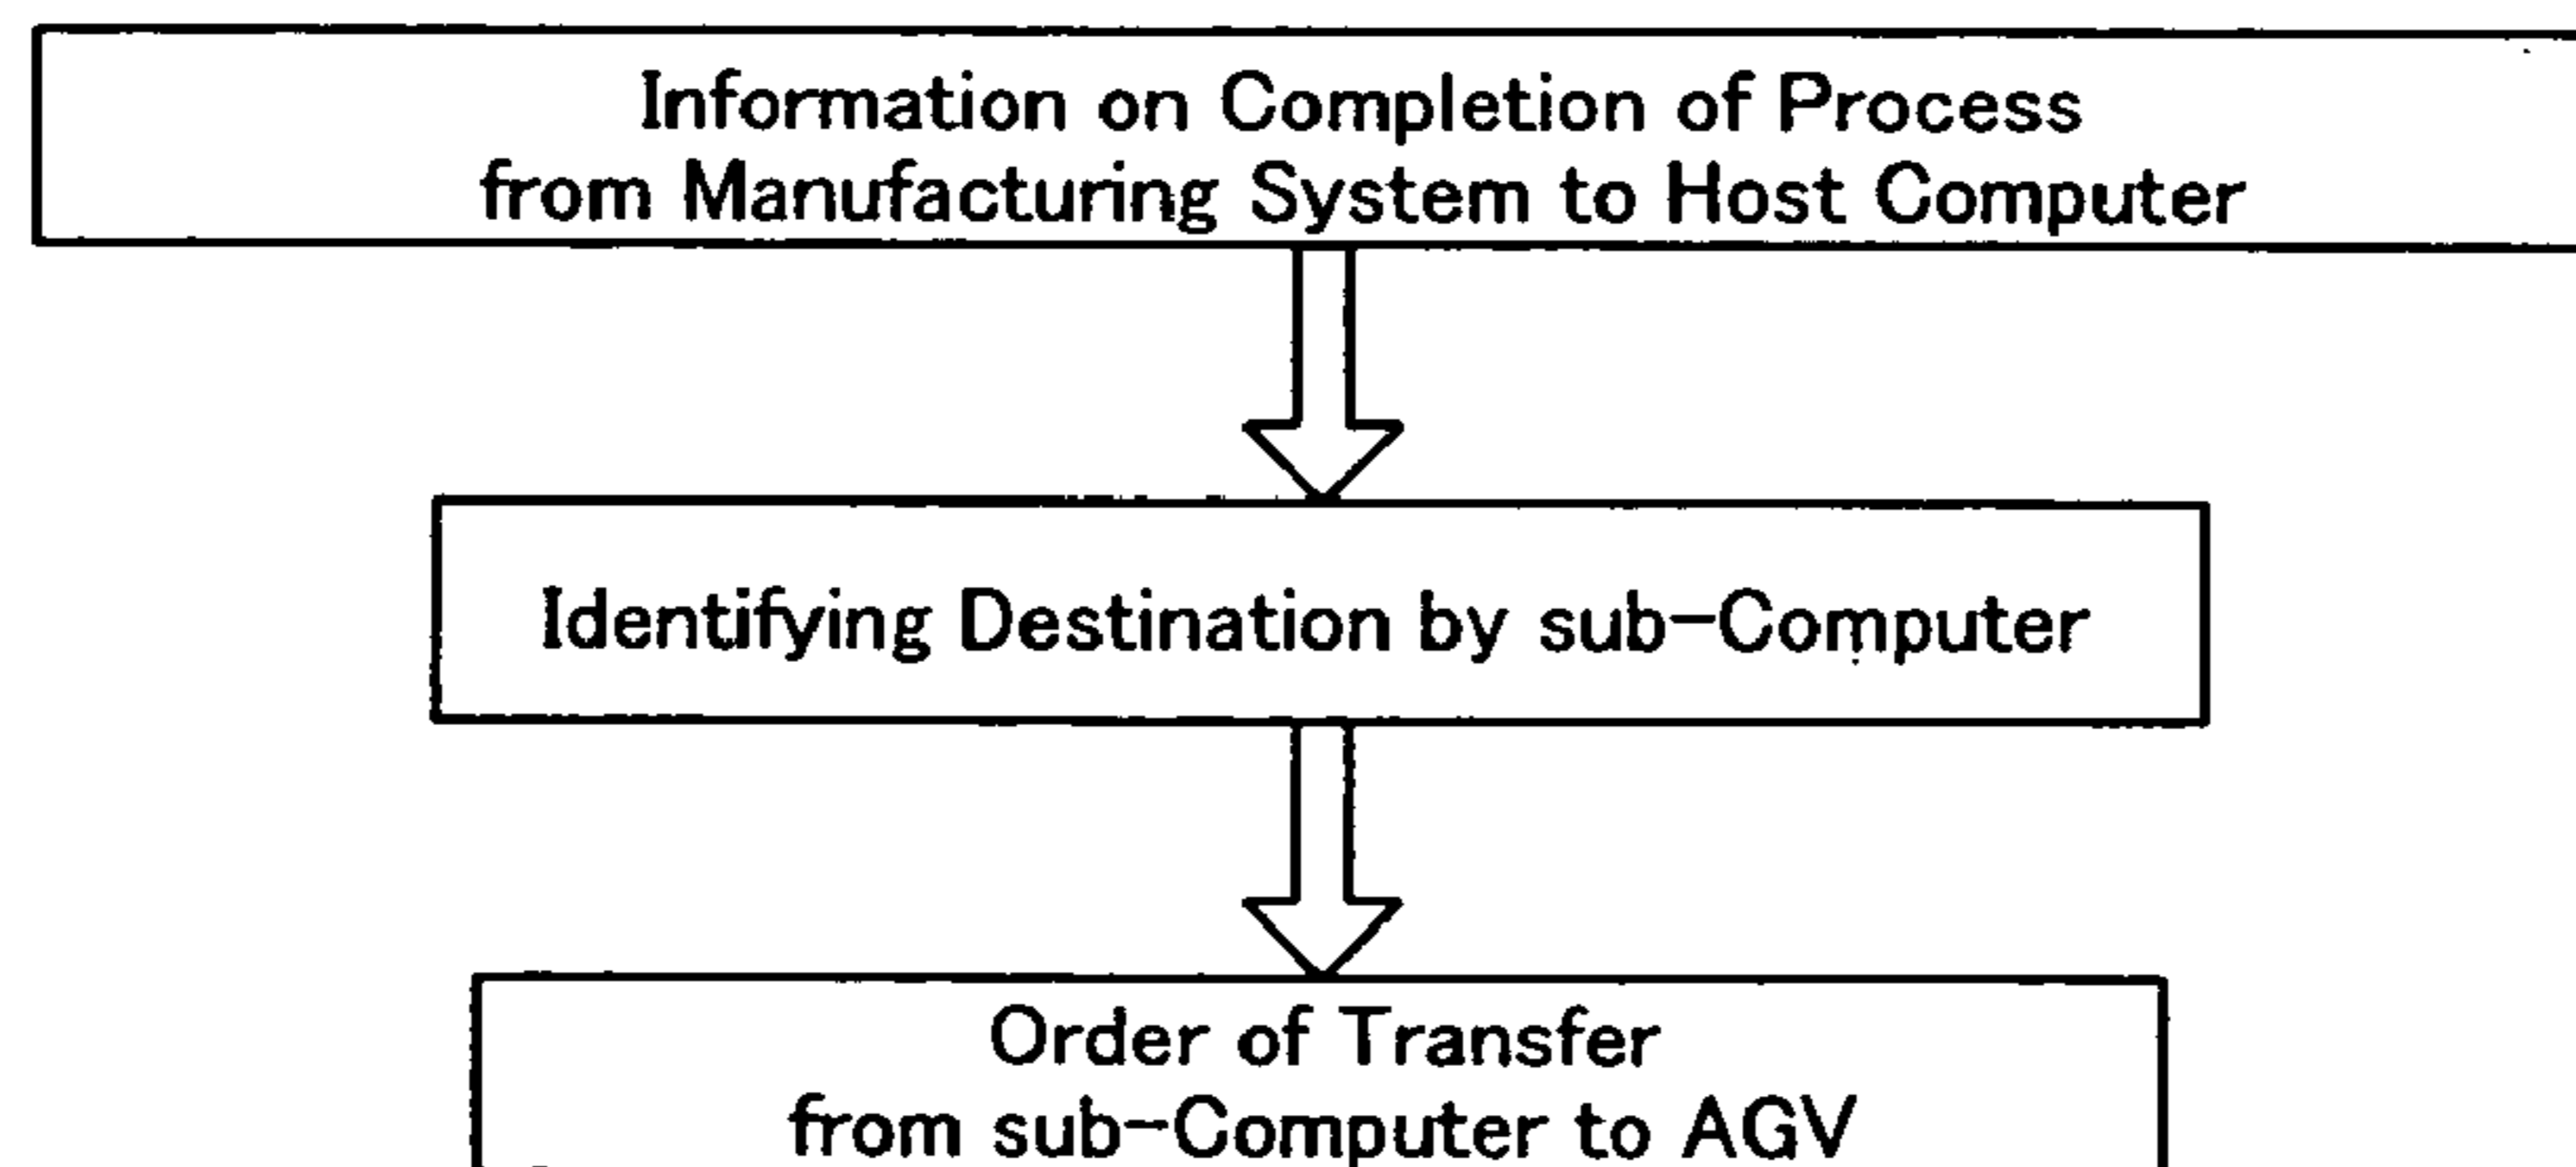 Information on Completion of Process
from Manufacturing System to Host Computer
Identifying Destination by sub-Computer
Order of Transfer
from sub-Computer to AGV